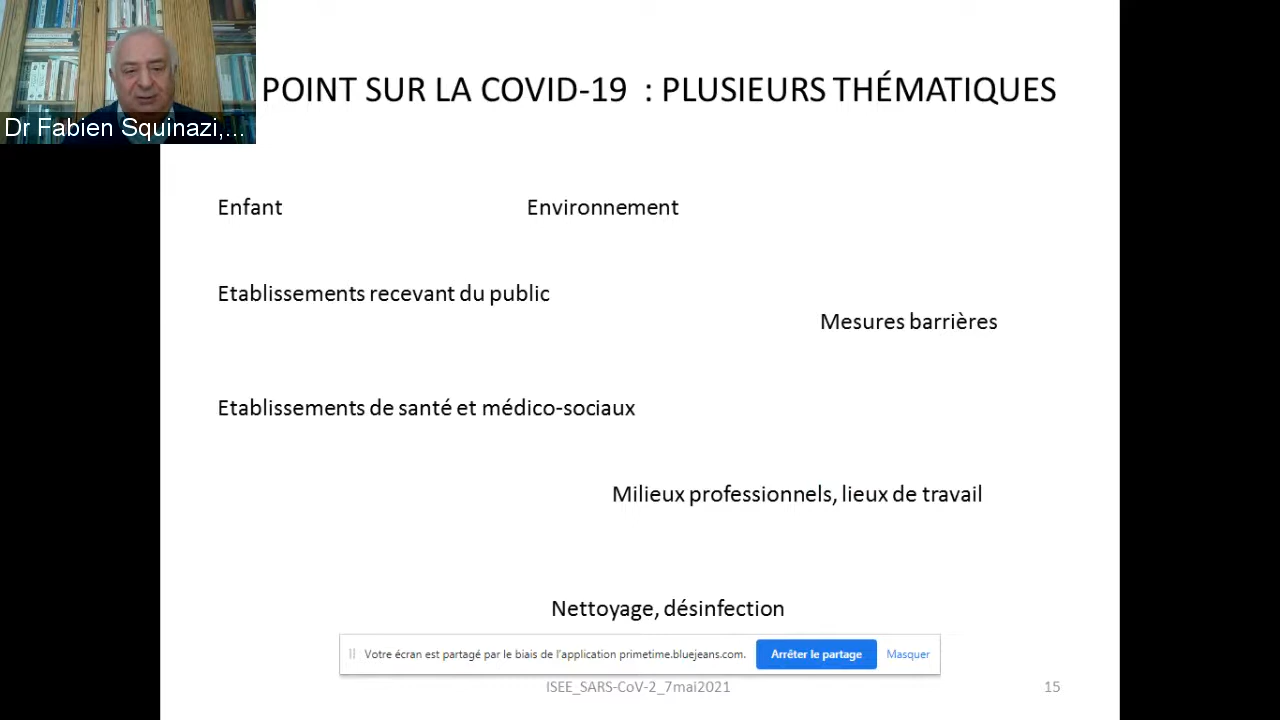 POINT SUR LA COVID-19 : PLUSIEURS THÉMATIQUES
Dr Fabien Squinazi,...
Enfant
Environnement
Etablissements recevant du public
Mesures barrières
Etablissements de santé et médico-sociaux
Milieux professionnels, lieux de travail
Nettoyage, désinfection
Votre écran est partagé par le biais de l'application primetime.bluejeans.com.
Arrêter le partage
Masquer
ISEE_SARS-CoV-2_7mai2021
15